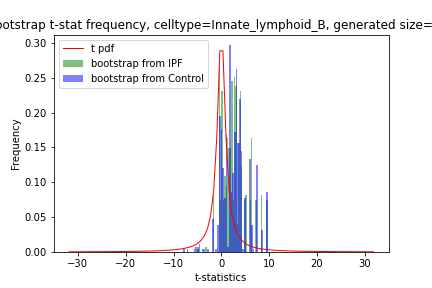 ootstrap t-stat frequency, celltype=Innate_lymphoid_B, generated size=
t pdf
bootstrap from IPF
bootstrap from Control
Frequency
0.30
0.25
0.20
0.15
0.10
0.05
0.00
−30
−20
−10
0
10
20
30
t-statistics